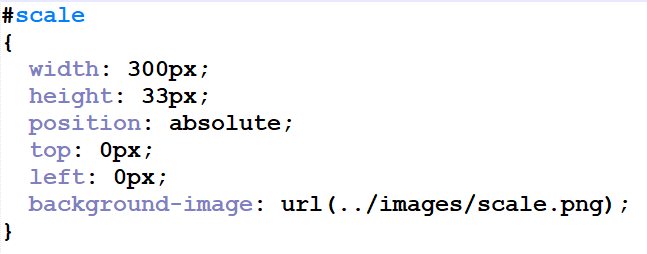 #scale
{
width: 300px;
height: 33px;
position: absolute;
top: 0px;
left: 0px;
background-image: url(../images/scale.png);
}